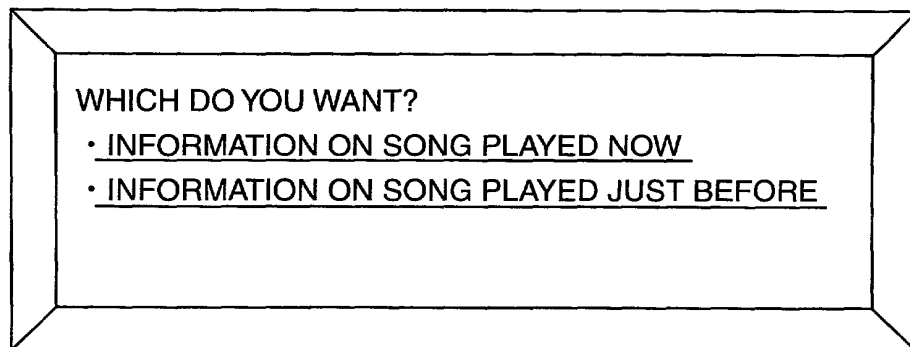 WHICH DO YOU WANT?
· INFORMATION ON SONG PLAYED NOW
· INFORMATION ON SONG PLAYED JUST BEFORE